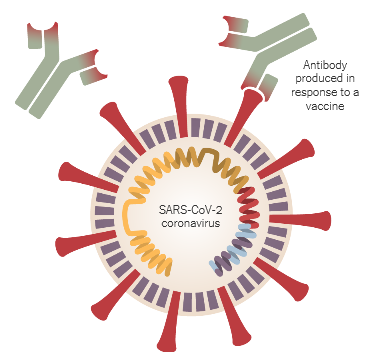 Antibody
produced in
response to a
vaccine
SARS-CoV-2
coronavirus